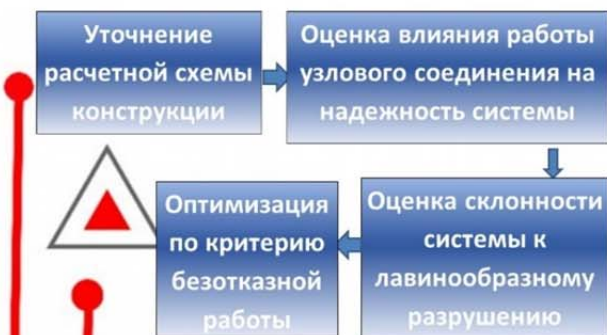 Уточнение
расчетной схемы
конструкции
Оценка влияния работы
узлового соединения на
надежность системы
Оценка склонности
системы к
лавинообразному
разрушению
Оптимизация
по критерию
безотказной
работы